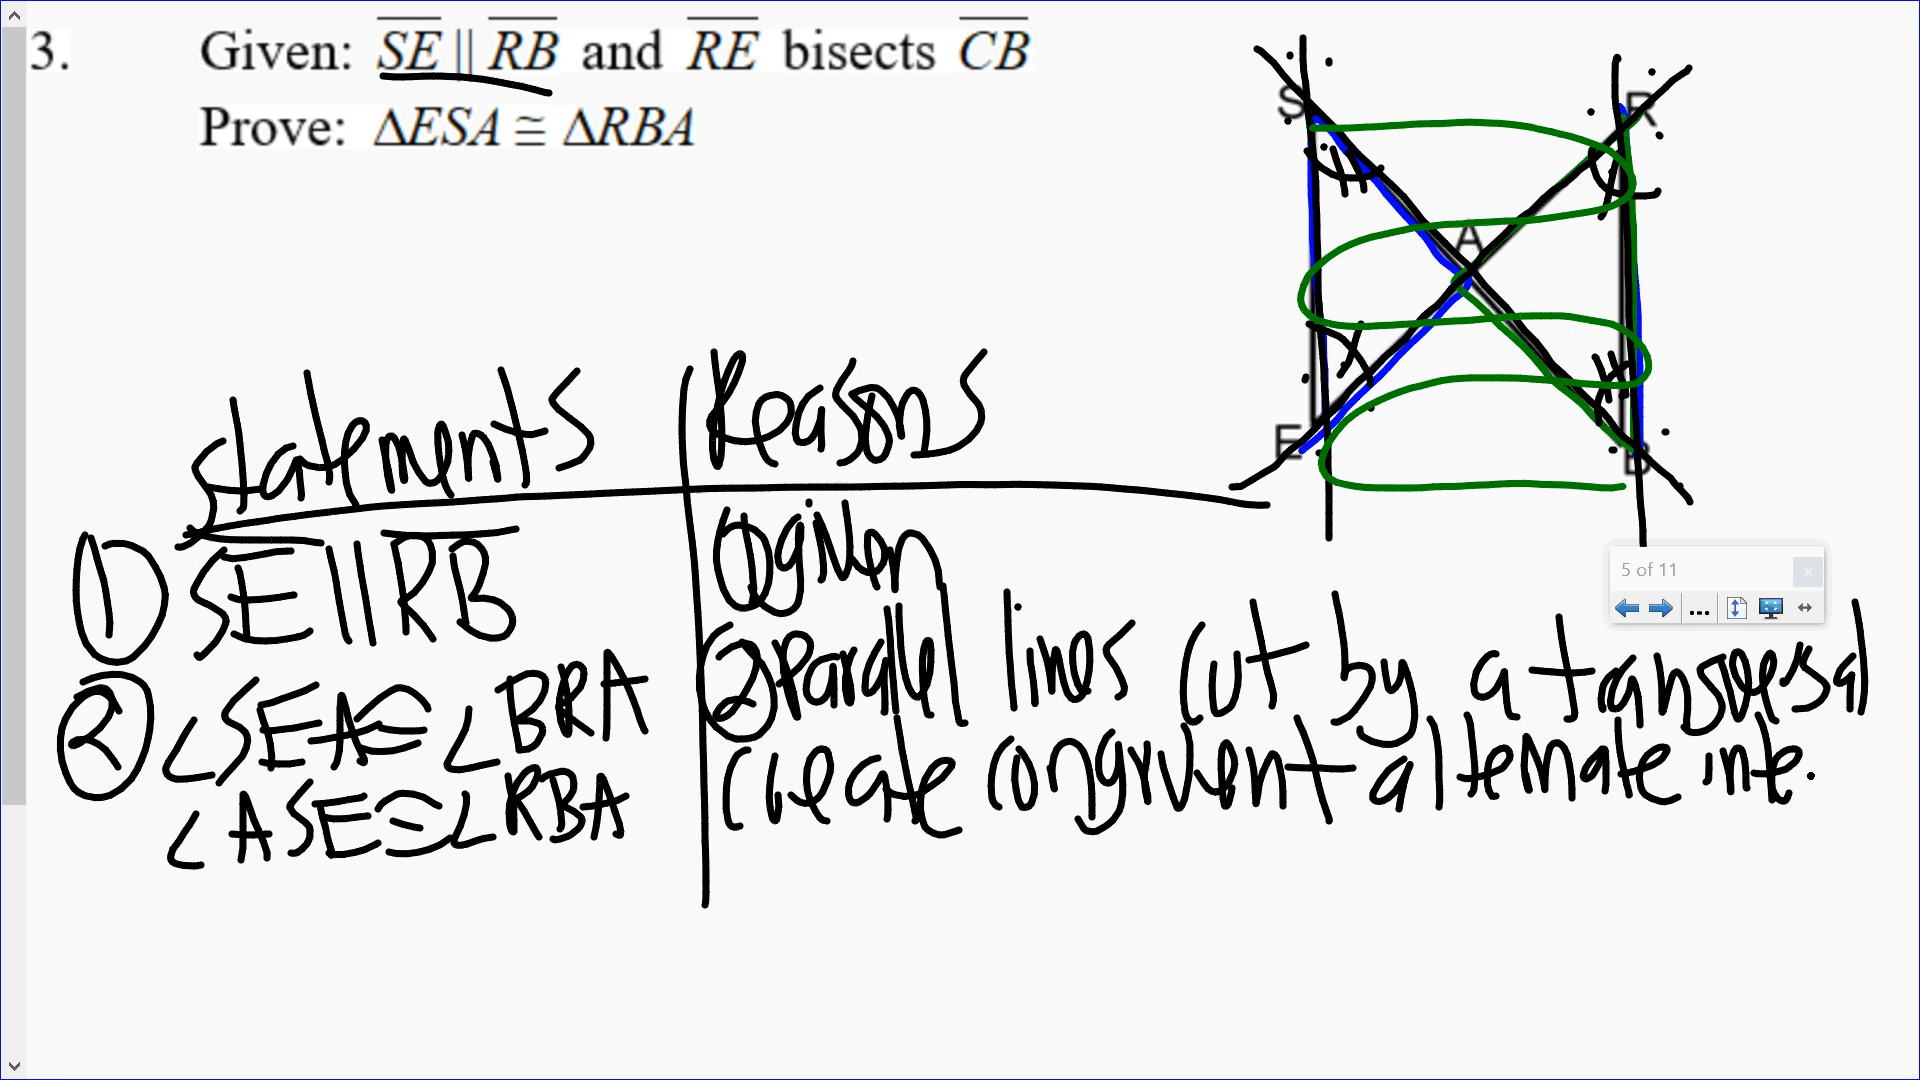 3. Given: SE || RB and RE bisects CB
Prove: ΔESA ≅ ΔRBA
S
R
A
E
B
statements Reasons
① SE || RB ① given
② ∠SEA ≅ ∠BRA ② Parallel lines cut by a transversal
∠ASE ≅ ∠RBA create congruent alternate inte
5 of 11